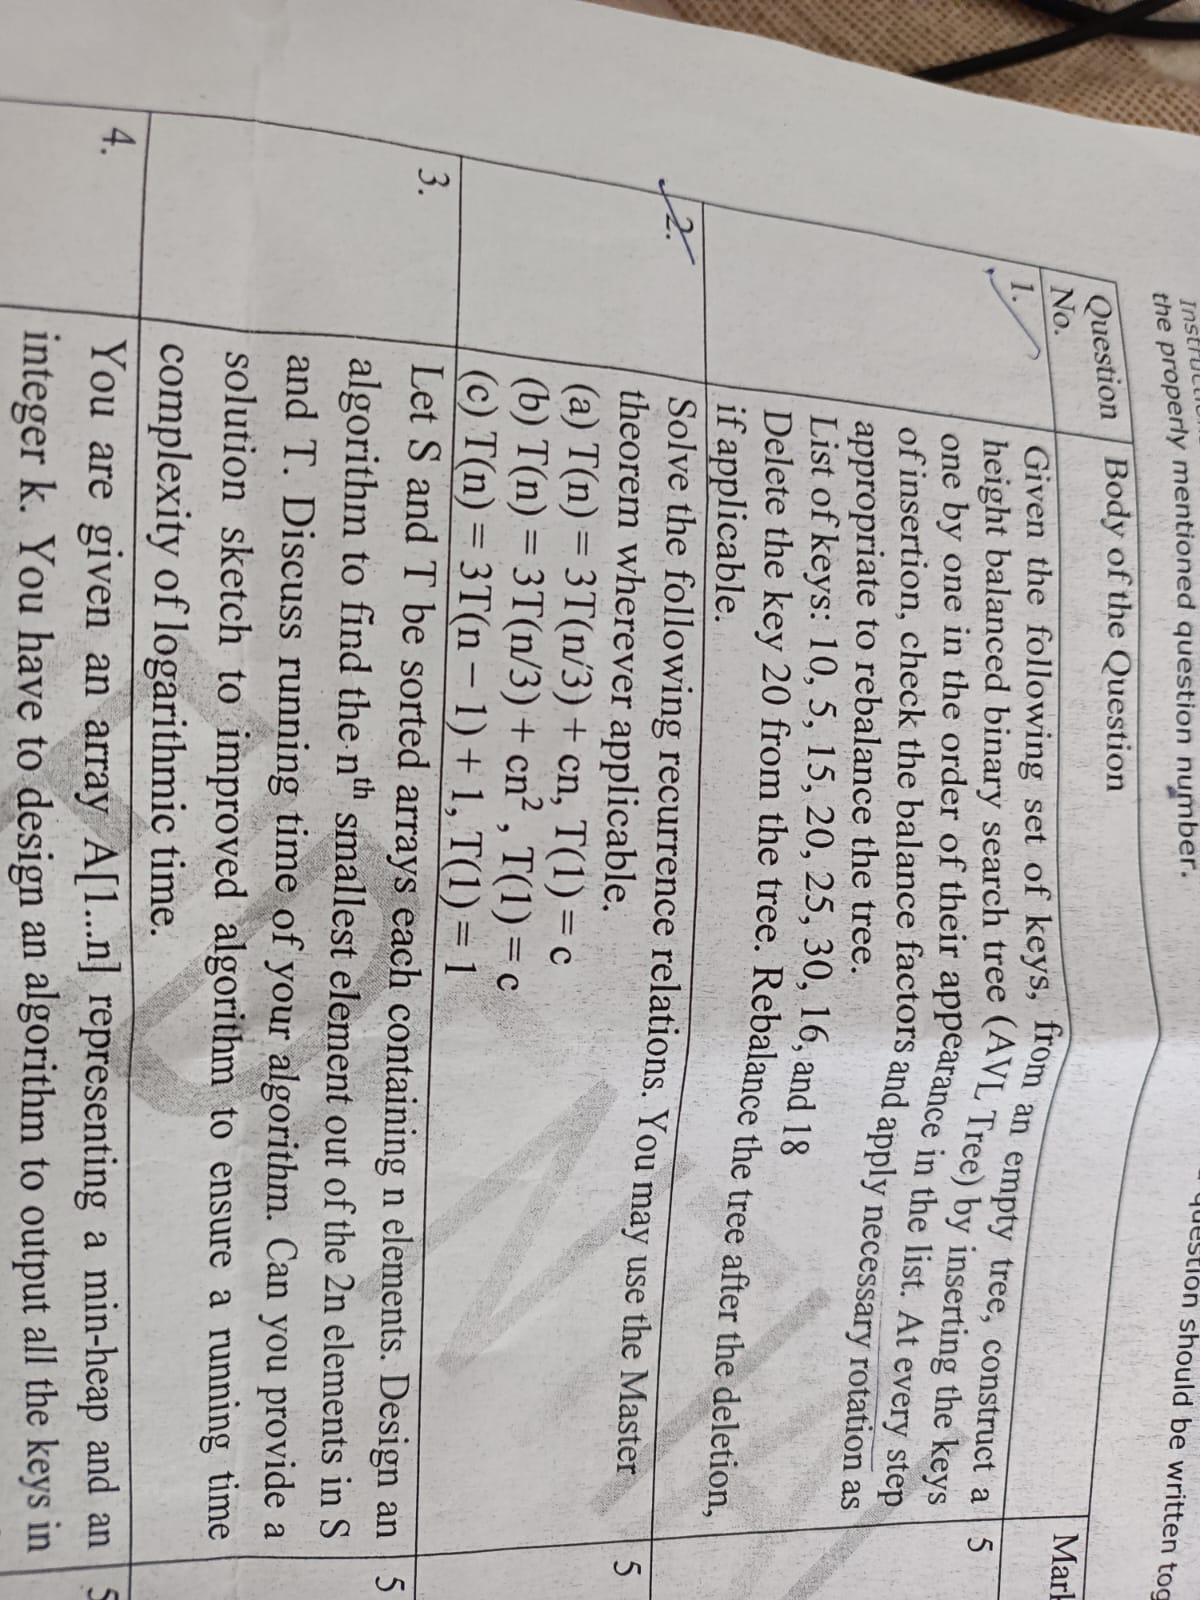 the properly mentioned question number.
question should be written tog
Question No.
Body of the Question
Mark
1.
Given the following set of keys, from an empty tree, construct a
height balanced binary search tree (AVL Tree) by inserting the keys
one by one in the order of their appearance in the list. At every step
of insertion, check the balance factors and apply necessary rotation as
appropriate to rebalance the tree.
List of keys: 10, 5, 15, 20, 25, 30, 16, and 18
Delete the key 20 from the tree. Rebalance the tree after the deletion,
if applicable.
5
2.
Solve the following recurrence relations. You may use the Master
theorem wherever applicable.
(a) T(n) = 3T(n/3) + cn, T(1) = c
(b) T(n) = 3T(n/3) + cn², T(1) = c
(c) T(n) = 3T(n − 1) + 1, T(1) = 1
5
3.
Let S and T be sorted arrays each containing n elements. Design an
algorithm to find the nᵗʰ smallest element out of the 2n elements in S
and T. Discuss running time of your algorithm. Can you provide a
solution sketch to improved algorithm to ensure a running time
complexity of logarithmic time.
5
4.
You are given an array A[1...n] representing a min-heap and an
integer k. You have to design an algorithm to output all the keys in
5